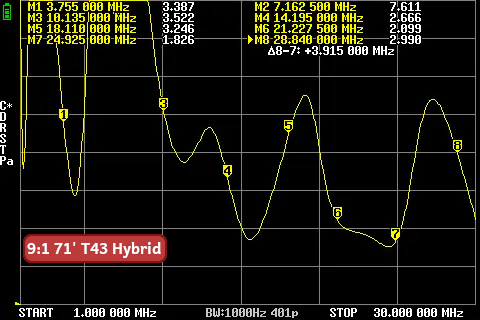 M1 3.755 000 MHz 3.387 M2 7.162 500 MHz 7.611
M3 10.135 000 MHz 3.522 M4 14.195 000 MHz 2.666
M5 18.110 000 MHz 3.246 M6 21.227 500 MHz 2.099
M7 24.925 000 MHz 1.826 M8 28.840 000 MHz 2.990
Δ8-7: +3.915 000 MHz
C*
D
R
S
T
Pa
1
3
4
5
6
7
8
9:1 71' T43 Hybrid
START 1.000 000 MHz BW:1000Hz 401p STOP 30.000 000 MHz